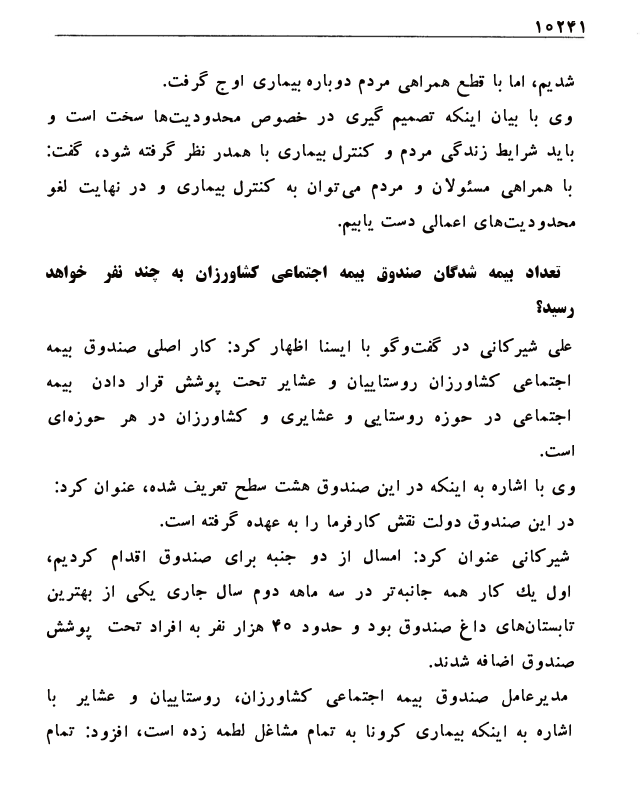 ۱۰۲۴۱
شدیم، اما با قطع همراهی مردم دوباره بیماری اوج گرفت.
وی با بیان اینکه تصمیم گیری در خصوص محدودیت‌ها سخت است و
باید شرایط زندگی مردم و کنترل بیماری با همدر نظر گرفته شود، گفت:
با همراهی مسئولان و مردم می‌توان به کنترل بیماری و در نهایت لغو
محدودیت‌های اعمالی دست یابیم.
تعداد بیمه شدگان صندوق بیمه اجتماعی کشاورزان به چند نفر خواهد
رسید؟
علی شیرکانی در گفت‌وگو با ایسنا اظهار کرد: کار اصلی صندوق بیمه
اجتماعی کشاورزان روستاییان و عشایر تحت پوشش قرار دادن بیمه
اجتماعی در حوزه روستایی و عشایری و کشاورزان در هر حوزه‌ای
است.
وی با اشاره به اینکه در این صندوق هشت سطح تعریف شده، عنوان کرد:
در این صندوق دولت نقش کارفرما را به عهده گرفته است.
شیرکانی عنوان کرد: امسال از دو جنبه برای صندوق اقدام کردیم،
اول یك کار همه جانبه‌تر در سه ماهه دوم سال جاری یکی از بهترین
تابستان‌های داغ صندوق بود و حدود ۴۰ هزار نفر به افراد تحت پوشش
صندوق اضافه شدند.
مدیرعامل صندوق بیمه اجتماعی کشاورزان، روستاییان و عشایر با
اشاره به اینکه بیماری کرونا به تمام مشاغل لطمه زده است، افزود: تمام